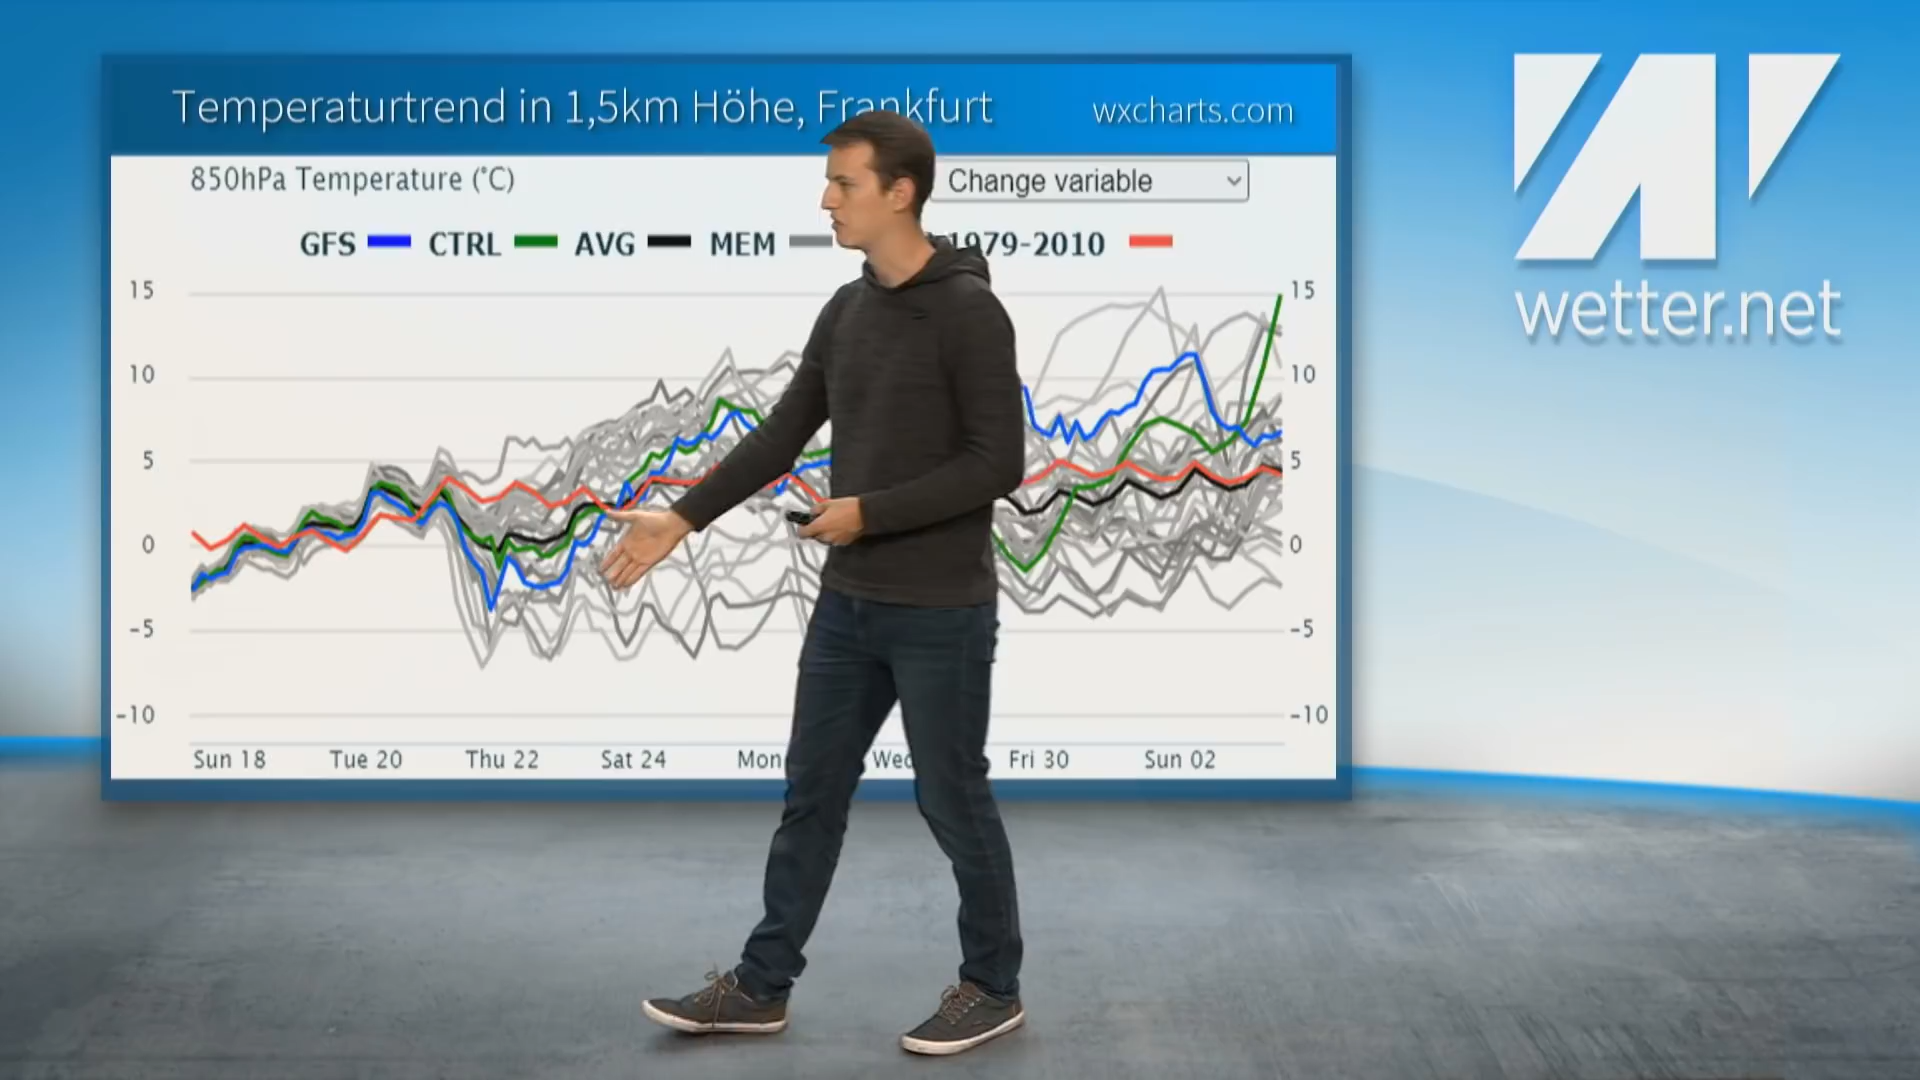 Temperaturtrend in 1,5km Höhe, Frankfurt
wxcharts.com
850hPa Temperature (°C)
Change variable
GFS CTRL AVG MEM 1979-2010
15 15
10 10
5 5
0 0
-5 -5
-10 -10
Sun 18 Tue 20 Thu 22 Sat 24 Mon Fri 30 Sun 02
wetter.net